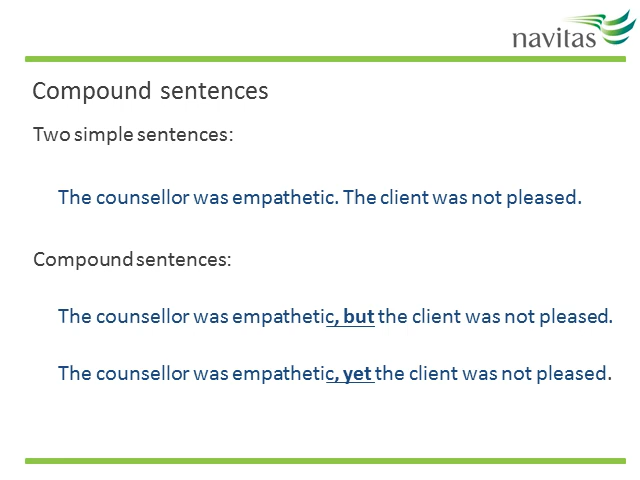 navitas
Compound sentences
Two simple sentences:
The counsellor was empathetic. The client was not pleased.
Compound sentences:
The counsellor was empathetic, but the client was not pleased.
The counsellor was empathetic, yet the client was not pleased.